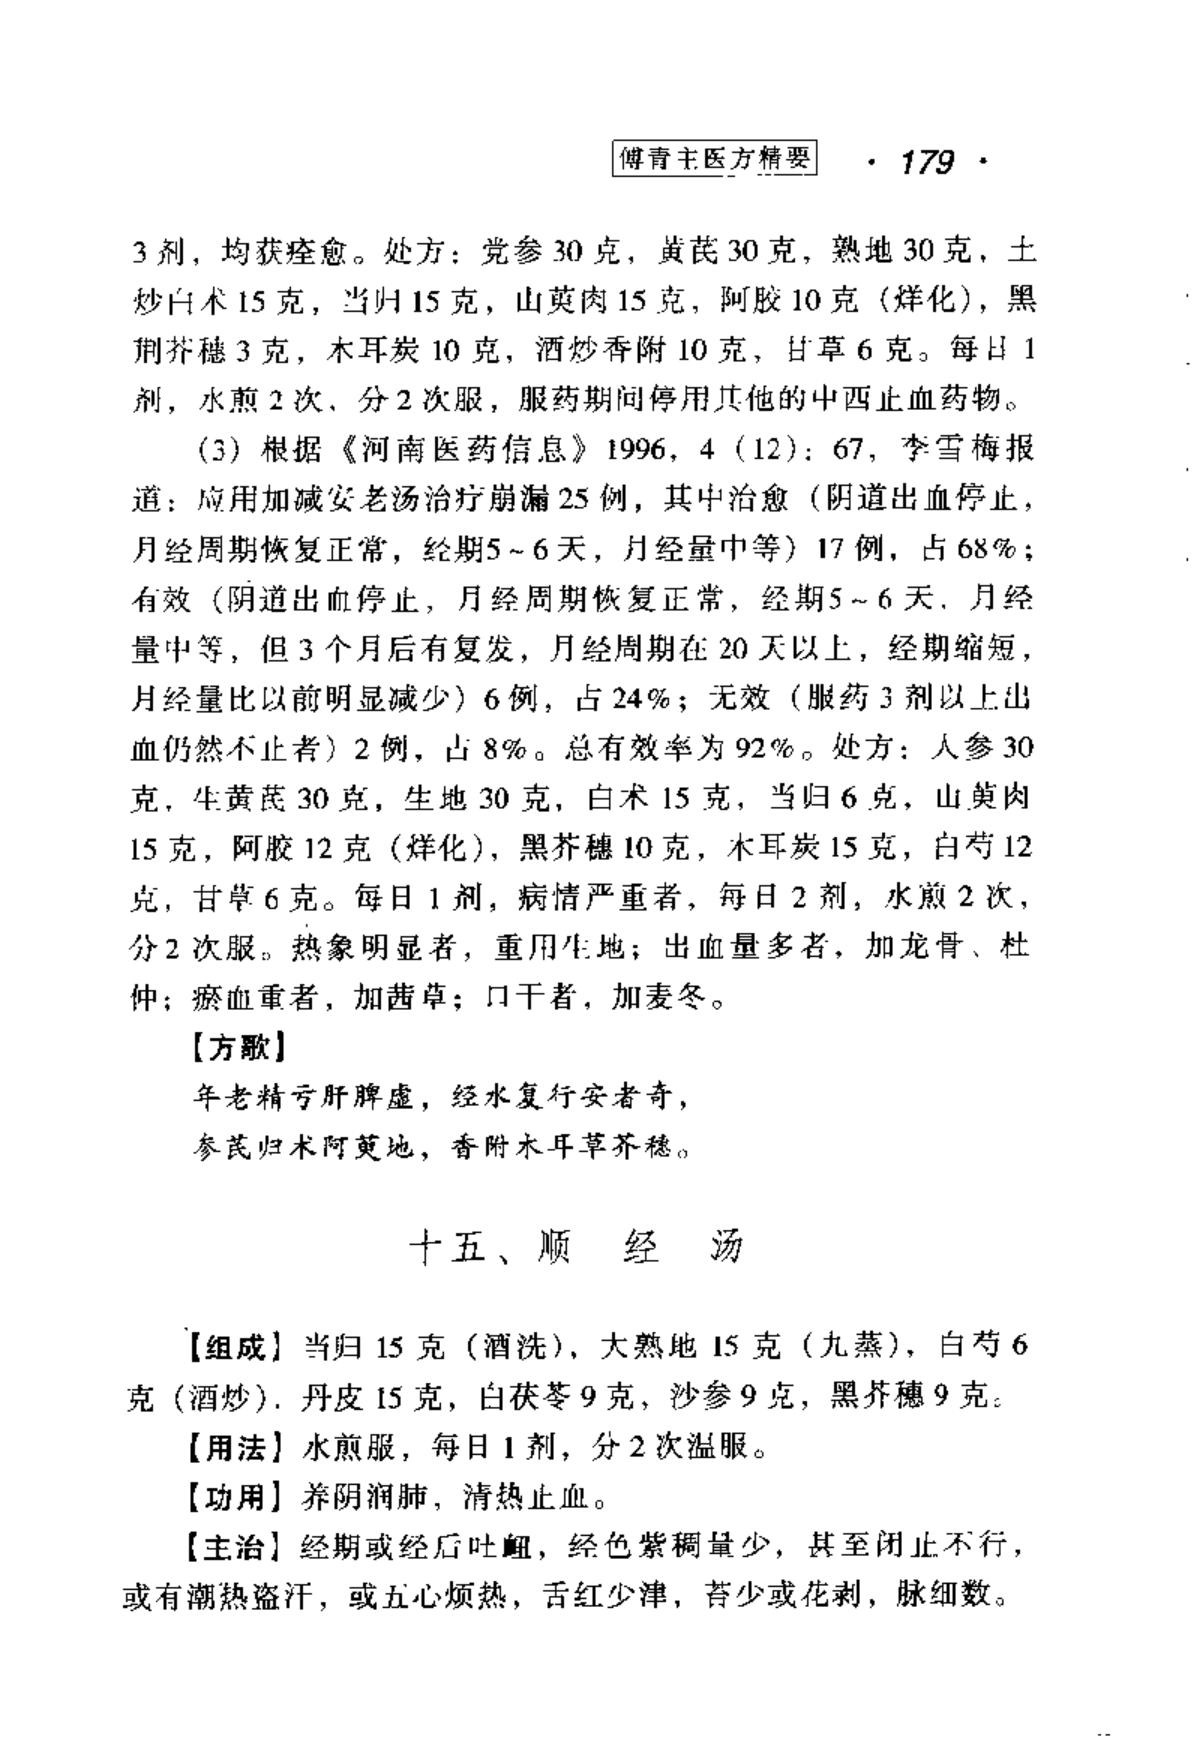 傅青主医方精要 · 179 ·
3剂，均获痊愈。处方：党参30克，黄芪30克，熟地30克，土
炒白术15克，当归15克，山萸肉15克，阿胶10克（烊化），黑
荆芥穗3克，木耳炭10克，酒炒香附10克，甘草6克。每日1
剂，水煎2次、分2次服，服药期间停用其他的中西止血药物。
（3）根据《河南医药信息》1996，4（12）：67，李雪梅报
道：应用加减安老汤治疗崩漏25例，其中治愈（阴道出血停止，
月经周期恢复正常，经期5~6天，月经量中等）17例，占68%；
有效（阴道出血停止，月经周期恢复正常，经期5~6天，月经
量中等，但3个月后有复发，月经周期在20天以上，经期缩短，
月经量比以前明显减少）6例，占24%；无效（服药3剂以上出
血仍然不止者）2例，占8%。总有效率为92%。处方：人参30
克，生黄芪30克，生地30克，白术15克，当归6克，山萸肉
15克，阿胶12克（烊化），黑芥穗10克，木耳炭15克，白芍12
克，甘草6克。每日1剂，病情严重者，每日2剂，水煎2次，
分2次服。热象明显者，重用生地；出血量多者，加龙骨、杜
仲；瘀血重者，加茜草；口干者，加麦冬。
【方歌】
年老精亏肝脾虚，经水复行安者奇，
参芪归术阿萸地，香附木耳草芥穗。
十五、顺 经 汤
【组成】当归15克（酒洗），大熟地15克（九蒸），白芍6
克（酒炒），丹皮15克，白茯苓9克，沙参9克，黑芥穗9克。
【用法】水煎服，每日1剂，分2次温服。
【功用】养阴润肺，清热止血。
【主治】经期或经后吐衄，经色紫稠量少，甚至闭止不行，
或有潮热盗汗，或五心烦热，舌红少津，苔少或花剥，脉细数。